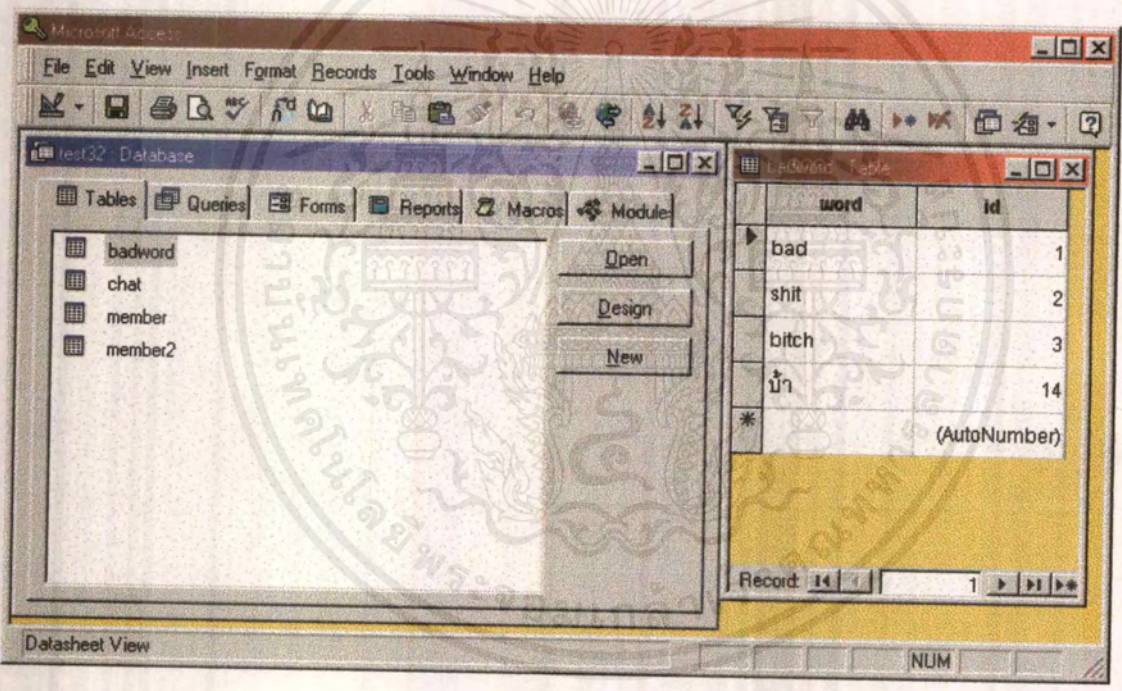 Microsoft Access
File Edit View Insert Format Records Tools Window Help
test32 : Database
Tables Queries Forms Reports Macros Module
badword
chat
member
member2
Open
Design
New
badword : Table
word id
bad 1
shit 2
bitch 3
บ้า 14
(AutoNumber)
Record: 1
Datasheet View
NUM